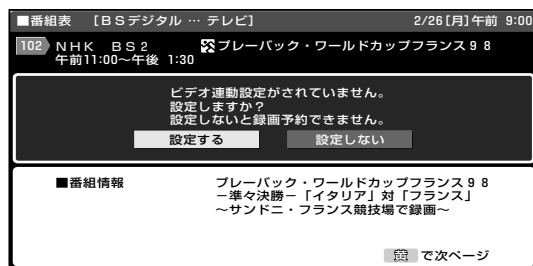 ■番組表 [BSデジタル … テレビ] 2/26[月]午前 9:00
102 NHK BS2 プレーバック・ワールドカップフランス98
午前11:00〜午後 1:30
ビデオ連動設定がされていません。
設定しますか?
設定しないと録画予約できません。
設定する 設定しない
■番組情報 プレーバック・ワールドカップフランス98
−準々決勝−「イタリア」対「フランス」
〜サンドニ・フランス競技場で録画〜
黄 で次ページ